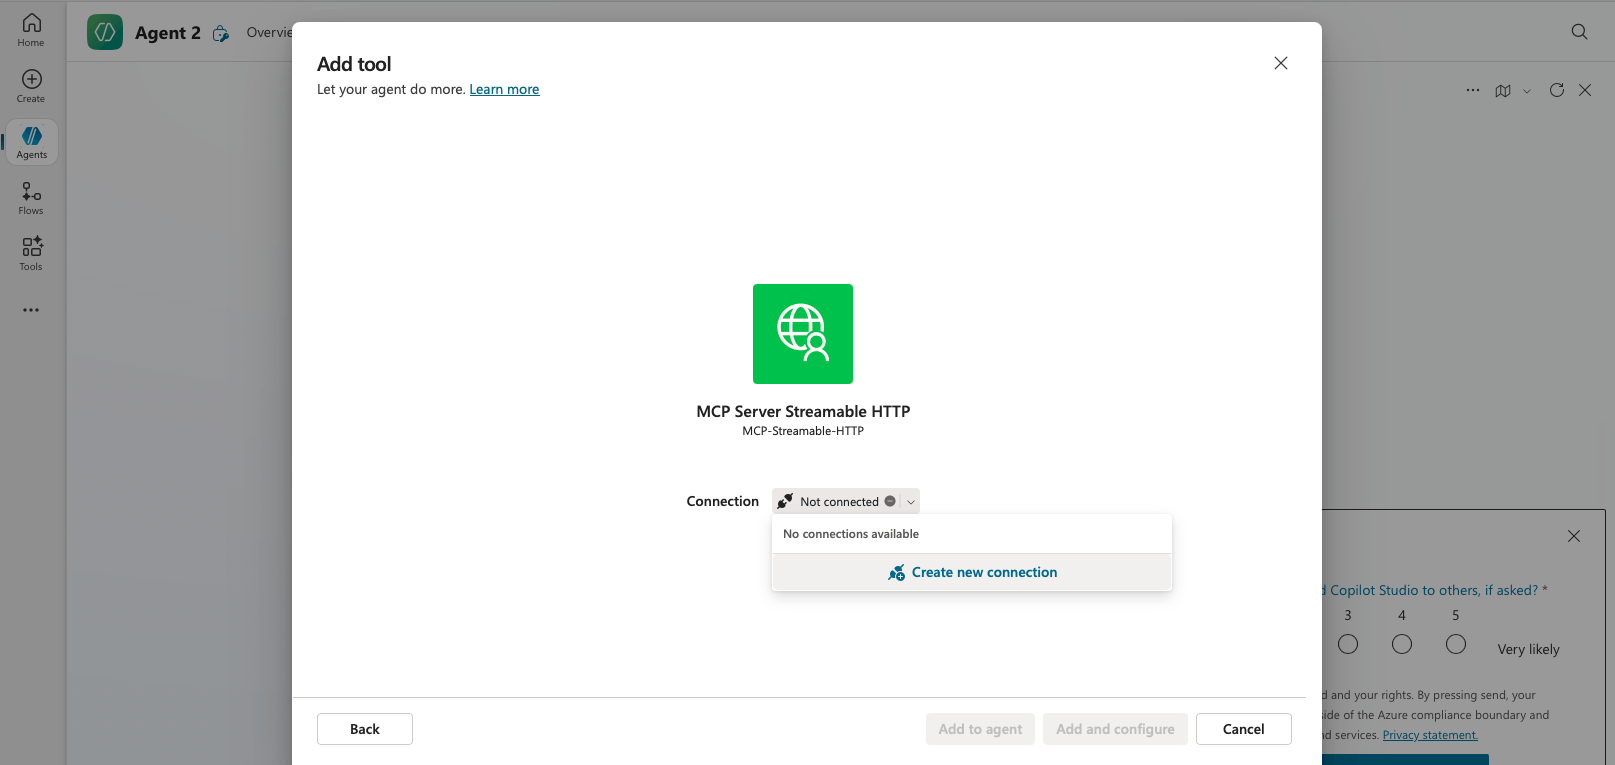 Home
Create
Agents
Flows
Tools
Agent 2
Overvie
Add tool
Let your agent do more. Learn more
MCP Server Streamable HTTP
MCP-Streamable-HTTP
Connection
Not connected
No connections available
Create new connection
Back
Add to agent
Add and configure
Cancel
d Copilot Studio to others, if asked? *
3 4 5
Very likely
d and your rights. By pressing send, your
side of the Azure compliance boundary and
nd services. Privacy statement.